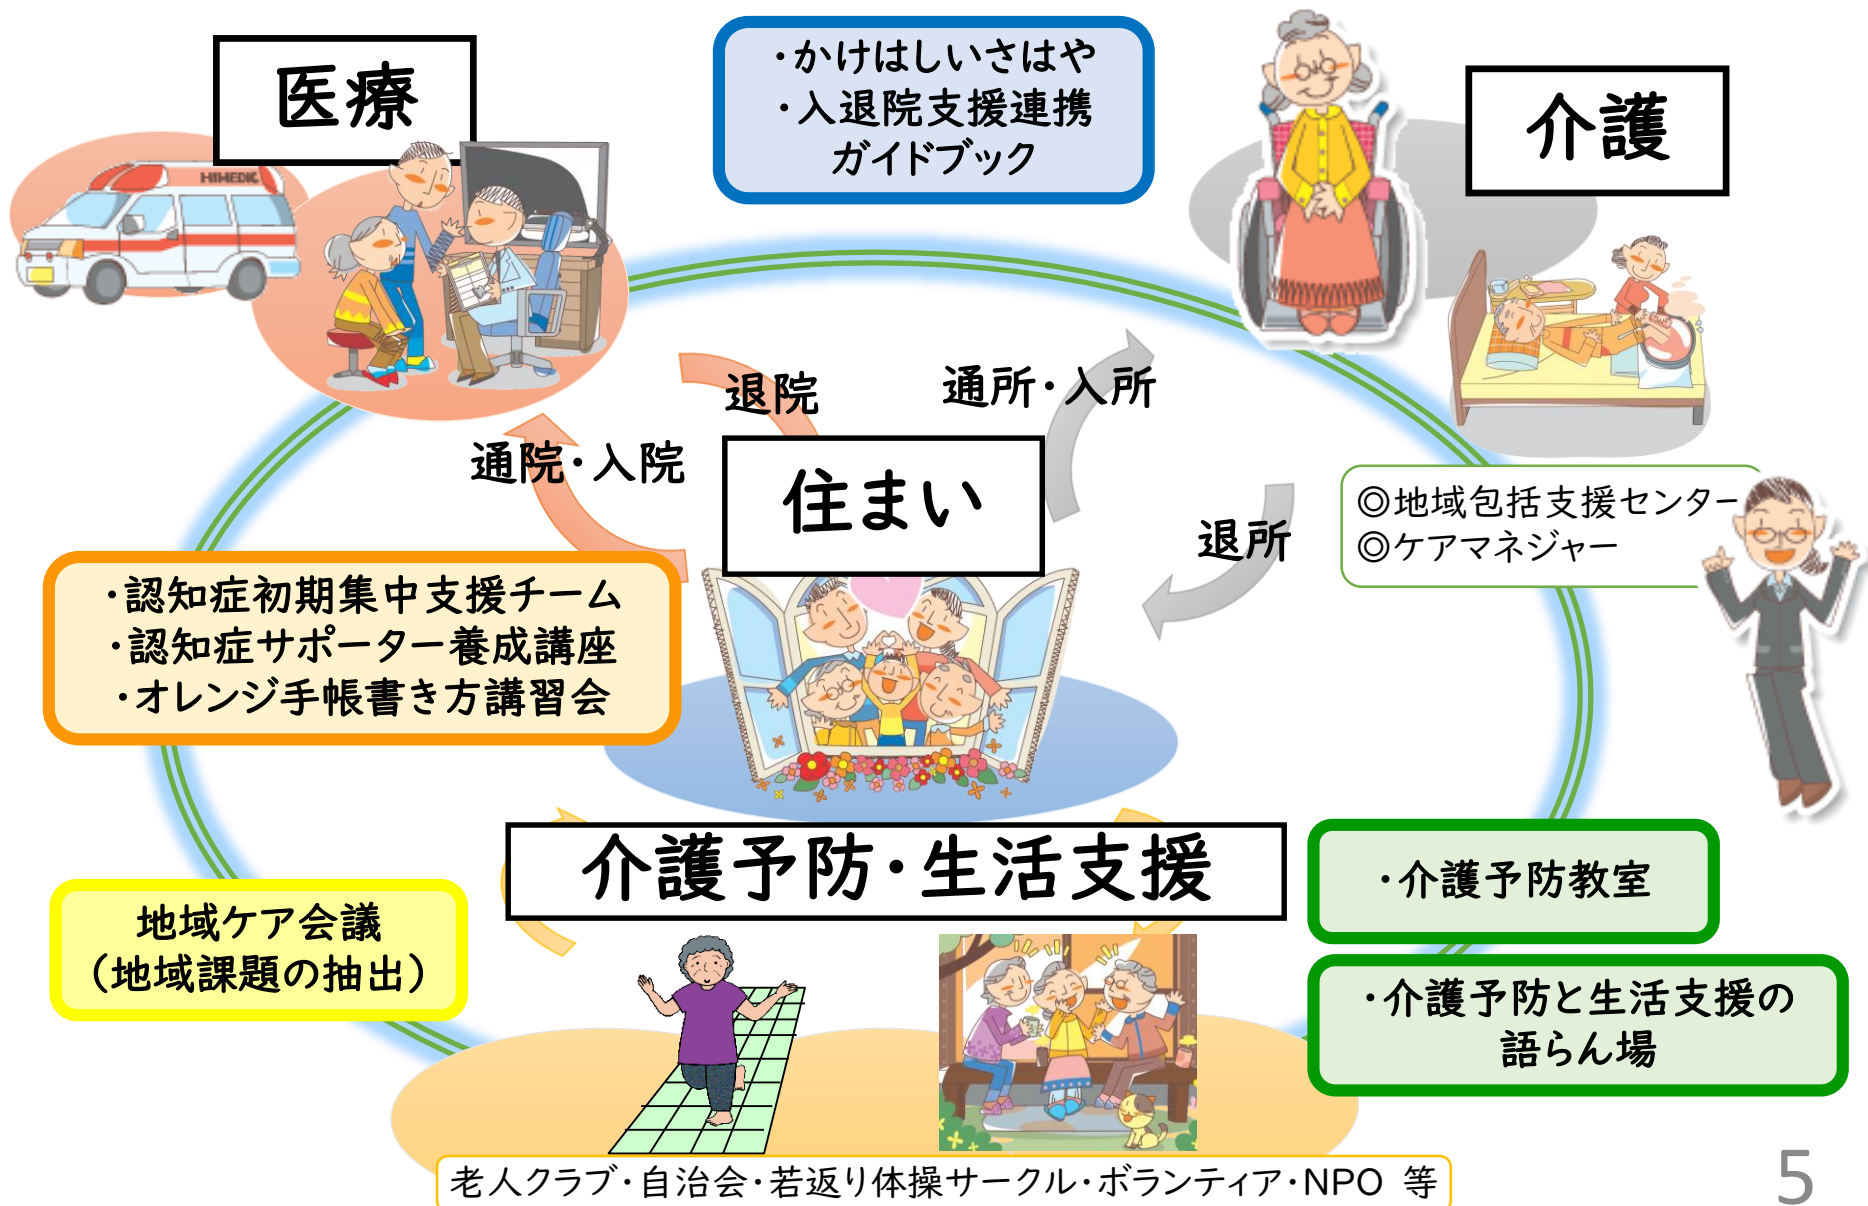 医療
HIMEDIC
・かけはしいさはや
・入退院支援連携
ガイドブック
介護
退院
通所・入所
通院・入院
住まい
退所
◎地域包括支援センター
◎ケアマネジャー
・認知症初期集中支援チーム
・認知症サポーター養成講座
・オレンジ手帳書き方講習会
介護予防・生活支援
・介護予防教室
地域ケア会議
（地域課題の抽出）
・介護予防と生活支援の
語らん場
老人クラブ・自治会・若返り体操サークル・ボランティア・NPO 等
5